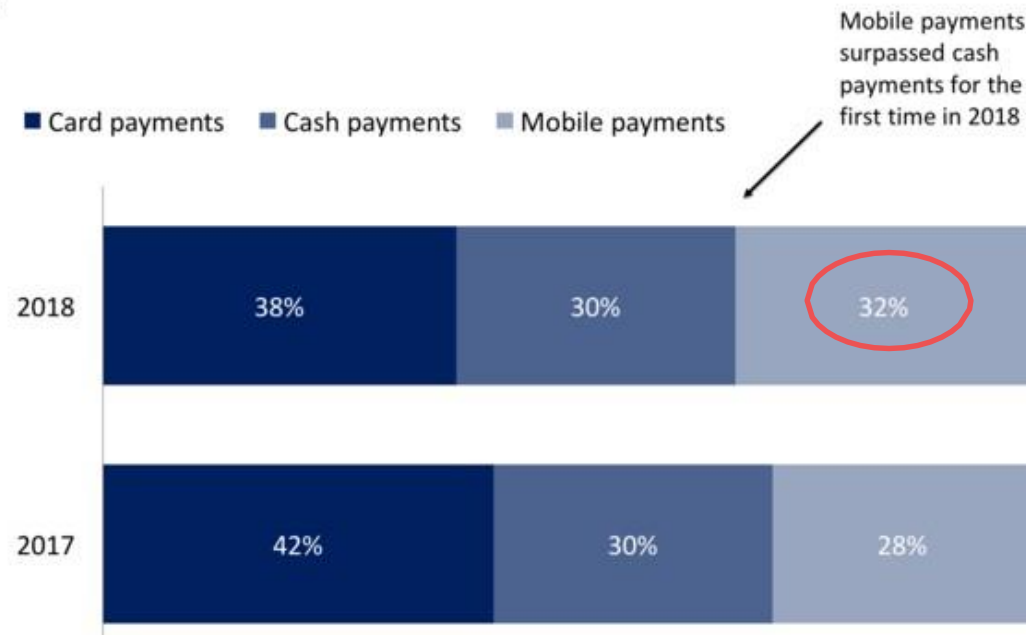 Mobile payments
surpassed cash
payments for the
first time in 2018
Card payments Cash payments Mobile payments
2018 38% 30% 32%
2017 42% 30% 28%